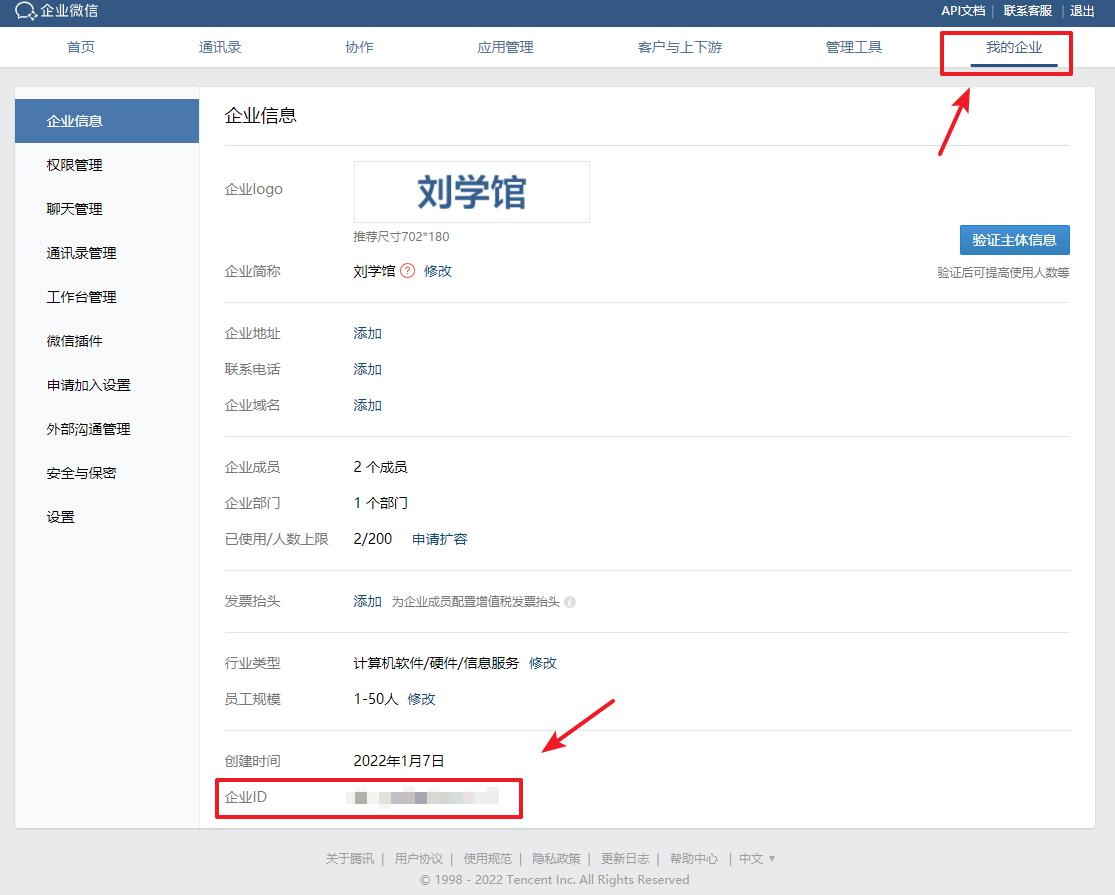 企业微信
API文档 | 联系客服 | 退出
首页 通讯录 协作 应用管理 客户与上下游 管理工具 我的企业
企业信息
权限管理
聊天管理
通讯录管理
工作台管理
微信插件
申请加入设置
外部沟通管理
安全与保密
设置
企业信息
企业logo 刘学馆
推荐尺寸702*180
验证主体信息
验证后可提高使用人数等
企业简称 刘学馆 ? 修改
企业地址 添加
联系电话 添加
企业域名 添加
企业成员 2 个成员
企业部门 1 个部门
已使用/人数上限 2/200 申请扩容
发票抬头 添加 为企业成员配置增值税发票抬头 i
行业类型 计算机软件/硬件/信息服务 修改
员工规模 1-50人 修改
创建时间 2022年1月7日
企业ID
关于腾讯 | 用户协议 | 使用规范 | 隐私政策 | 更新日志 | 帮助中心 | 中文 ▼
© 1998 - 2022 Tencent Inc. All Rights Reserved